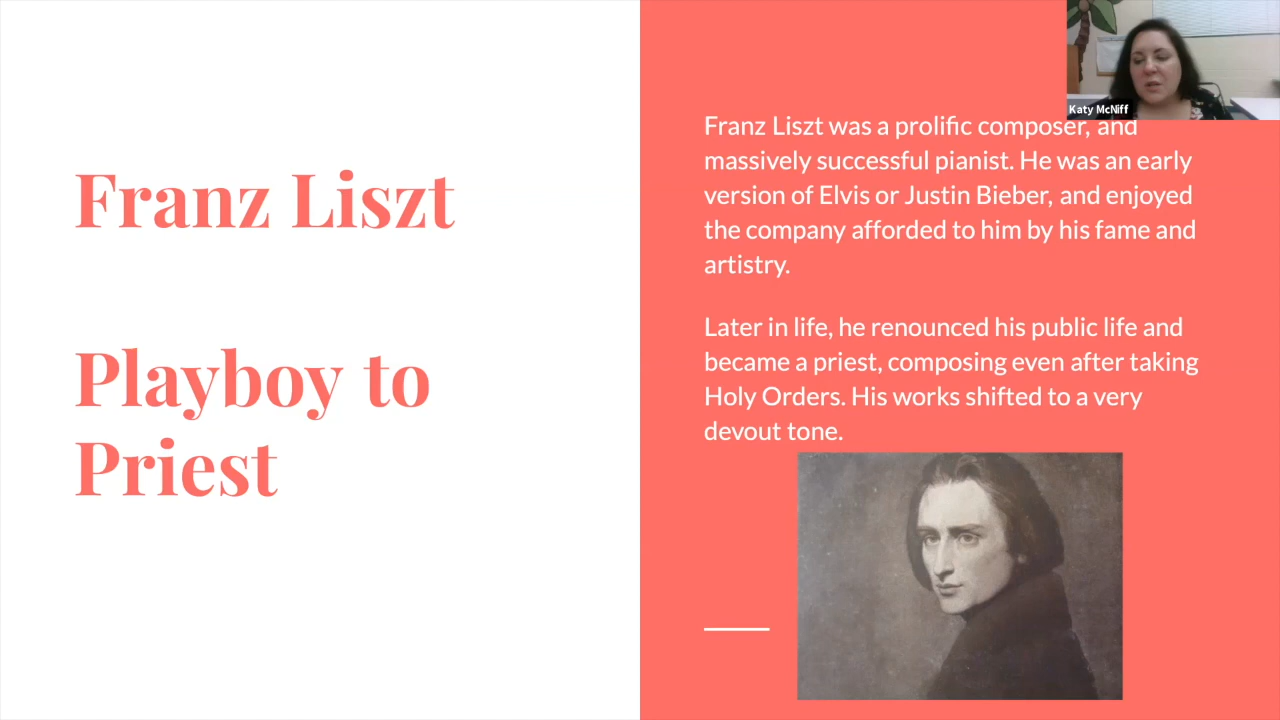 Franz Liszt
Playboy to
Priest
Katy McNiff
Franz Liszt was a prolific composer, and
massively successful pianist. He was an early
version of Elvis or Justin Bieber, and enjoyed
the company afforded to him by his fame and
artistry.
Later in life, he renounced his public life and
became a priest, composing even after taking
Holy Orders. His works shifted to a very
devout tone.